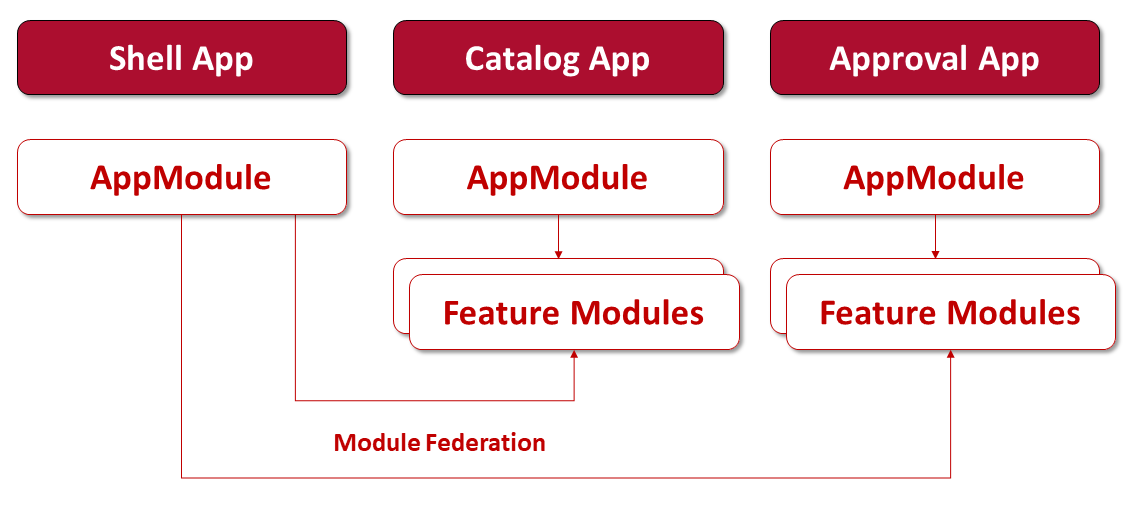 Shell App
Catalog App
Approval App
AppModule
AppModule
AppModule
Feature Modules
Feature Modules
Module Federation